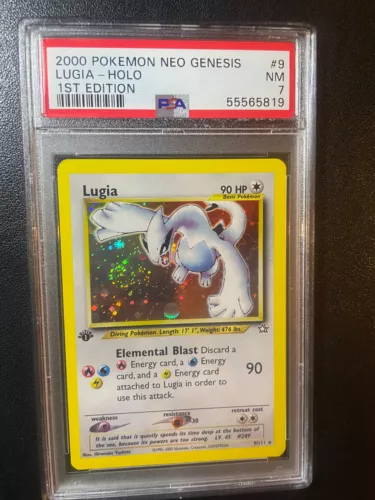 2000 POKEMON NEO GENESIS #9
LUGIA - HOLO NM
1ST EDITION 7
PSA 55565819
Lugia 90 HP
Basic Pokémon
Diving Pokémon. Length: 17' 1", Weight: 476 lbs.
Elemental Blast Discard a
Energy card, a Energy
card, and a Energy card
attached to Lugia in order to
use this attack.
90
weakness resistance retreat cost
-30
It is said that it quietly spends its time deep at the bottom of
the sea, because its powers are too strong. LV. 45 #249
9/111